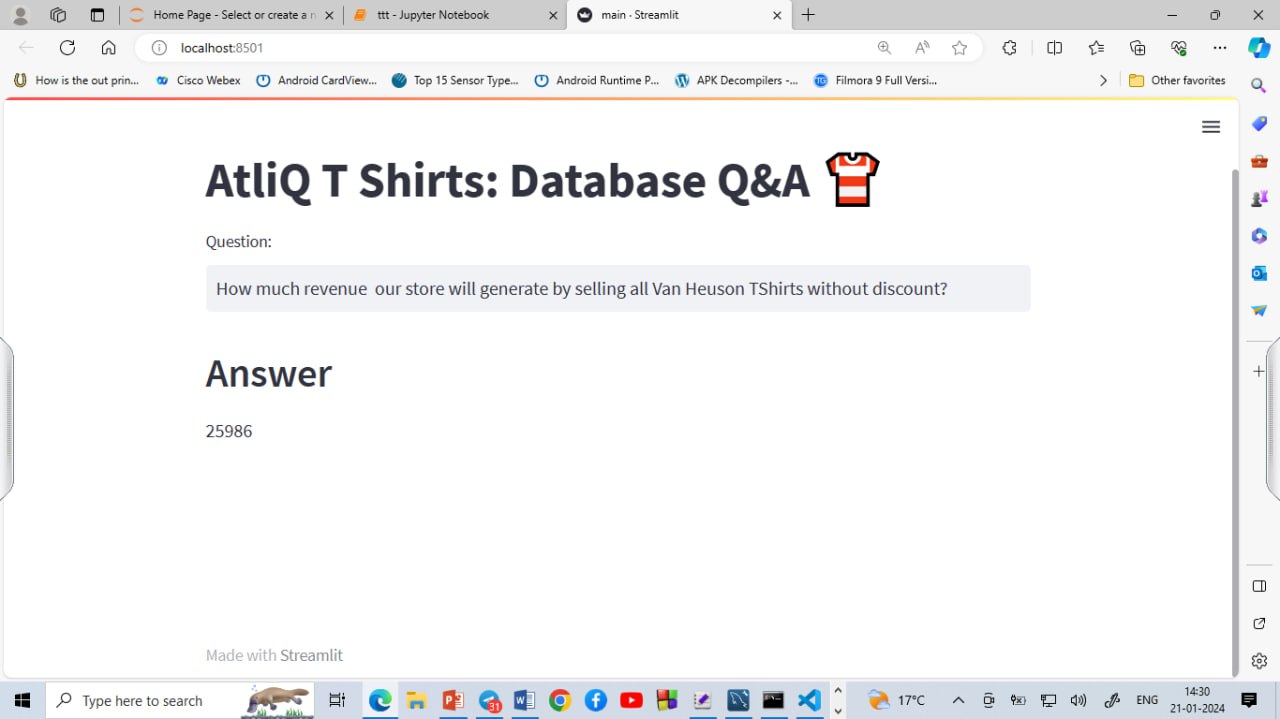 Home Page - Select or create a n
ttt - Jupyter Notebook
main · Streamlit
localhost:8501
How is the out prin...
Cisco Webex
Android CardView...
Top 15 Sensor Type...
Android Runtime P...
APK Decompilers -...
Filmora 9 Full Versi...
Other favorites
AtliQ T Shirts: Database Q&A
Question:
How much revenue  our store will generate by selling all Van Heuson TShirts without discount?
Answer
25986
Made with Streamlit
Type here to search
31
17°C
ENG
14:30
21-01-2024